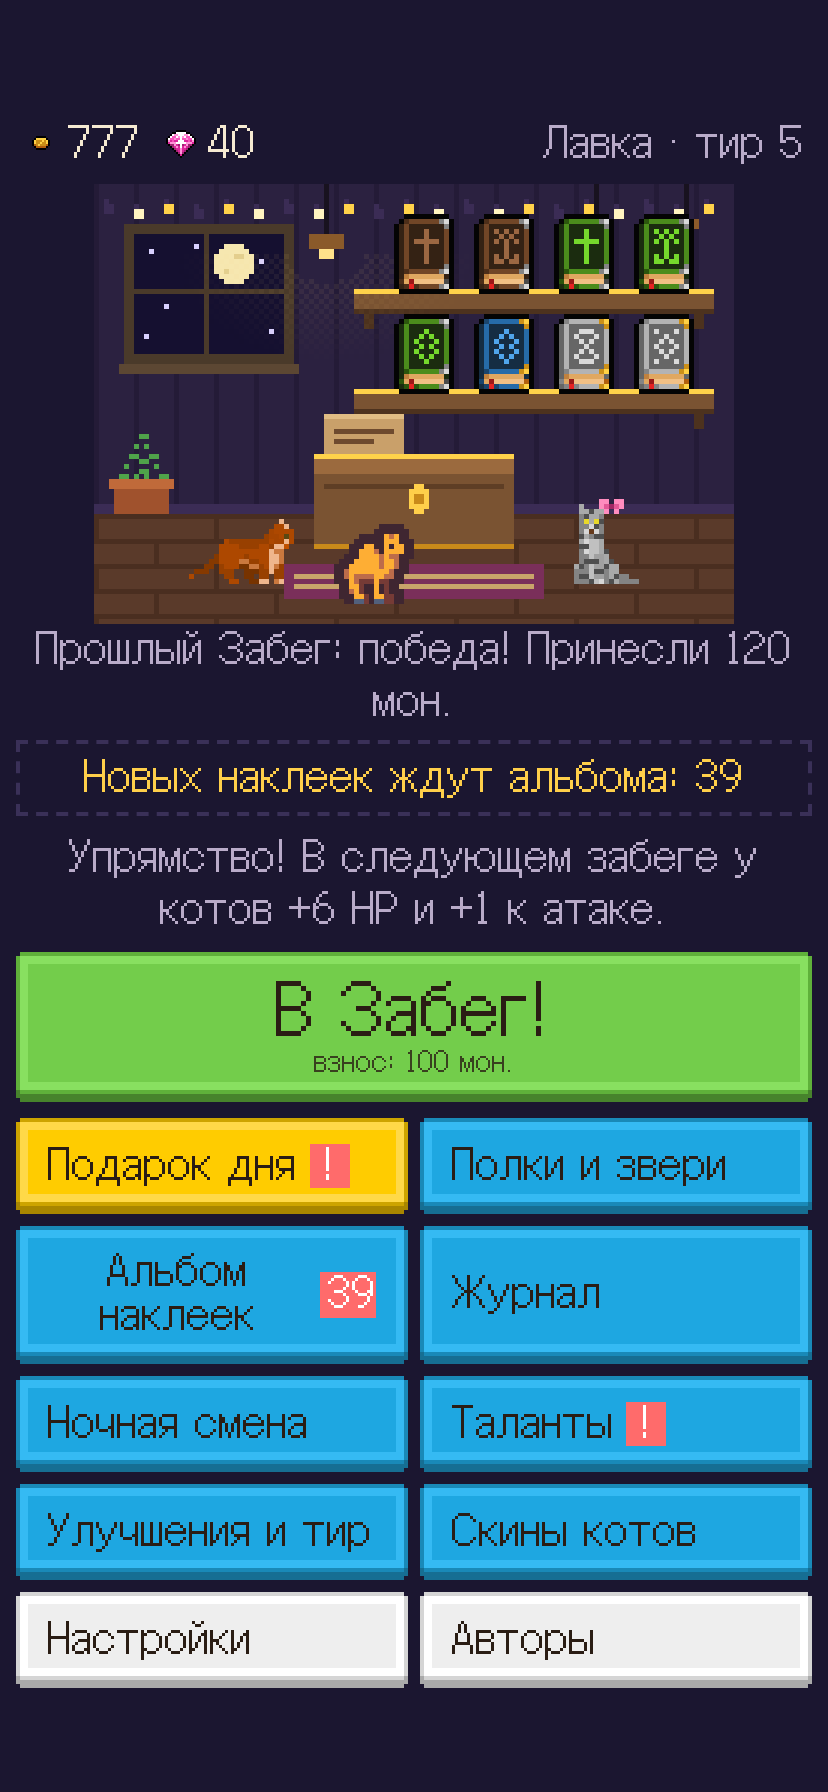 777 40 Лавка · тир 5
Прошлый Забег: победа! Принесли 120
мон.
Новых наклеек ждут альбома: 39
Упрямство! В следующем забеге у
котов +6 HP и +1 к атаке.
В Забег!
взнос: 100 мон.
Подарок дня !
Полки и звери
Альбом
наклеек
39
Журнал
Ночная смена
Таланты !
Улучшения и тир
Скины котов
Настройки
Авторы